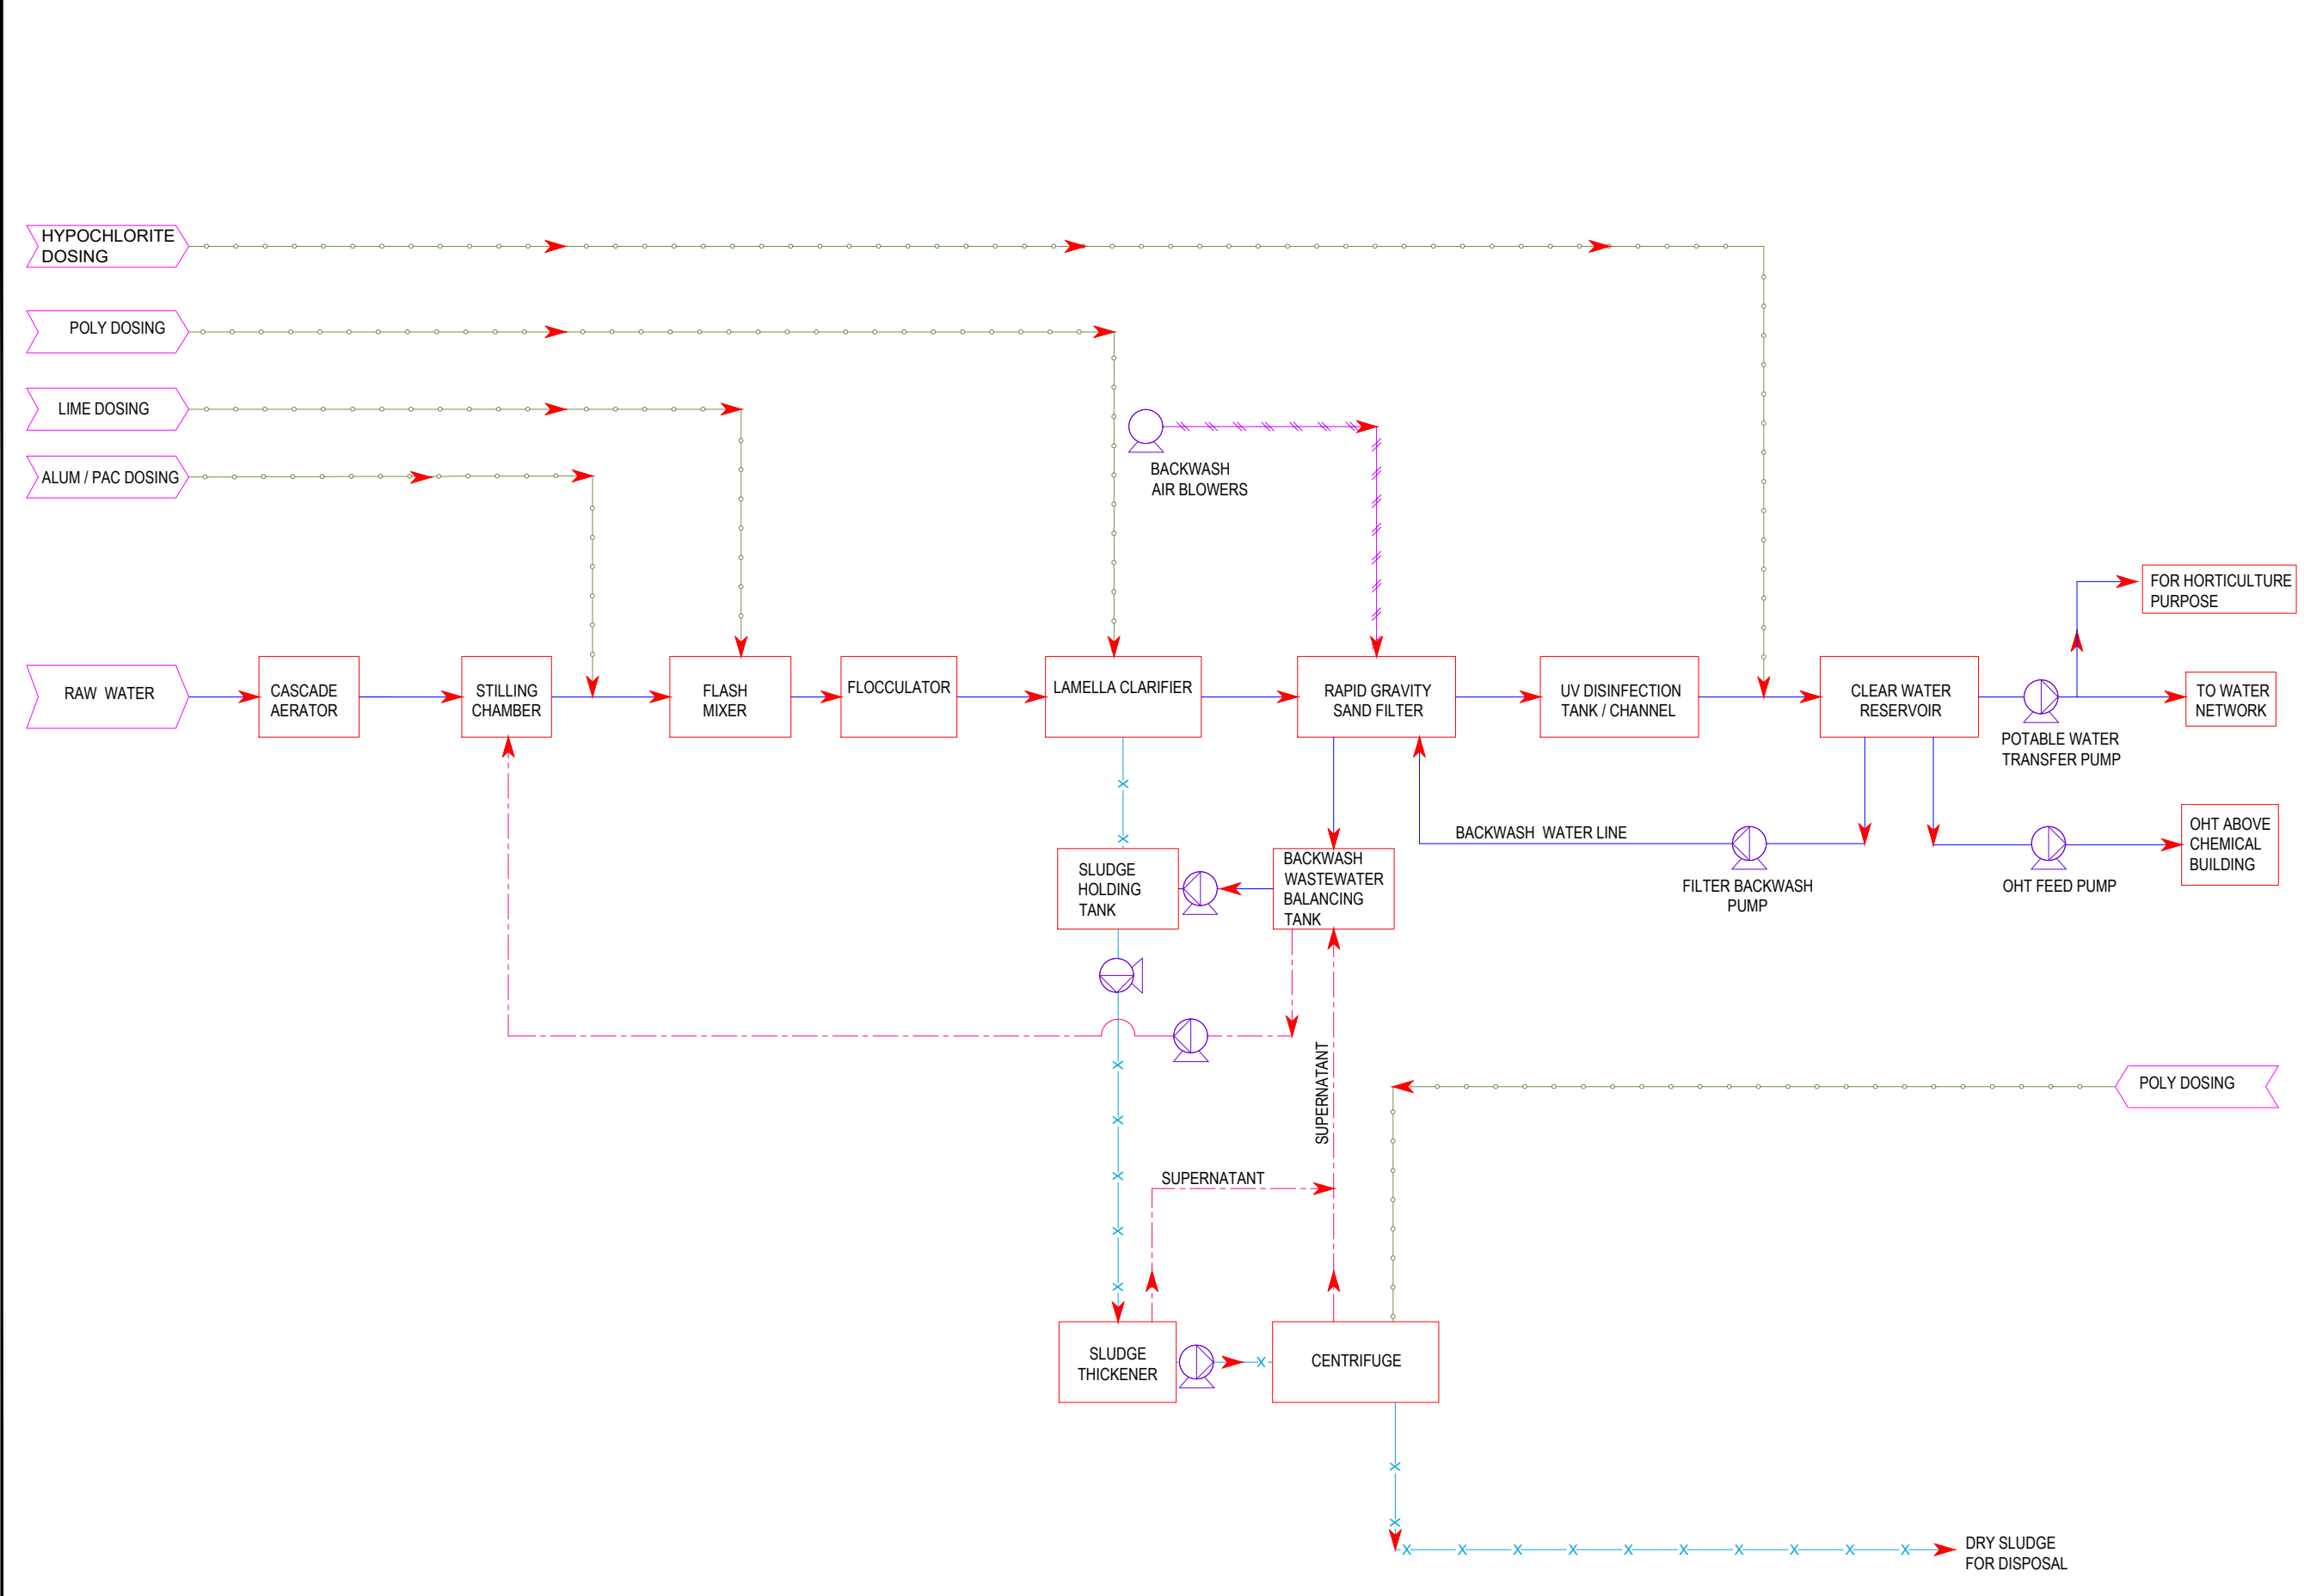 HYPOCHLORITE
DOSING
POLY DOSING
LIME DOSING
ALUM / PAC DOSING
BACKWASH
AIR BLOWERS
RAW WATER
CASCADE
AERATOR
STILLING
CHAMBER
FLASH
MIXER
FLOCCULATOR
LAMELLA CLARIFIER
RAPID GRAVITY
SAND FILTER
UV DISINFECTION
TANK / CHANNEL
CLEAR WATER
RESERVOIR
FOR HORTICULTURE
PURPOSE
TO WATER
NETWORK
POTABLE WATER
TRANSFER PUMP
BACKWASH WATER LINE
FILTER BACKWASH
PUMP
OHT FEED PUMP
OHT ABOVE
CHEMICAL
BUILDING
SLUDGE
HOLDING
TANK
BACKWASH
WASTEWATER
BALANCING
TANK
SUPERNATANT
SUPERNATANT
POLY DOSING
SLUDGE
THICKENER
CENTRIFUGE
DRY SLUDGE
FOR DISPOSAL